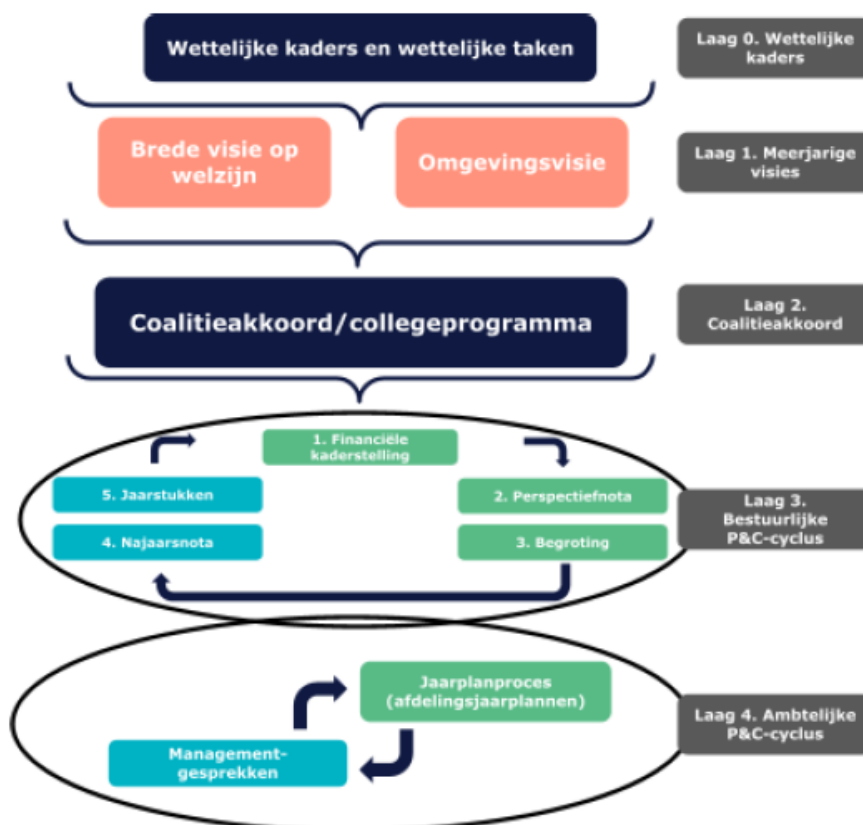 Wettelijke kaders en wettelijke taken
Laag 0. Wettelijke
kaders
Brede visie op
welzijn
Omgevingsvisie
Laag 1. Meerjarige
visies
Coalitieakkoord/collegeprogramma
Laag 2.
Coalitieakkoord
1. Financiële
kaderstelling
5. Jaarstukken
2. Perspectiefnota
4. Najaarsnota
3. Begroting
Laag 3.
Bestuurlijke
P&C-cyclus
Jaarplanproces
(afdelingsjaarplannen)
Management-
gesprekken
Laag 4. Ambtelijke
P&C-cyclus